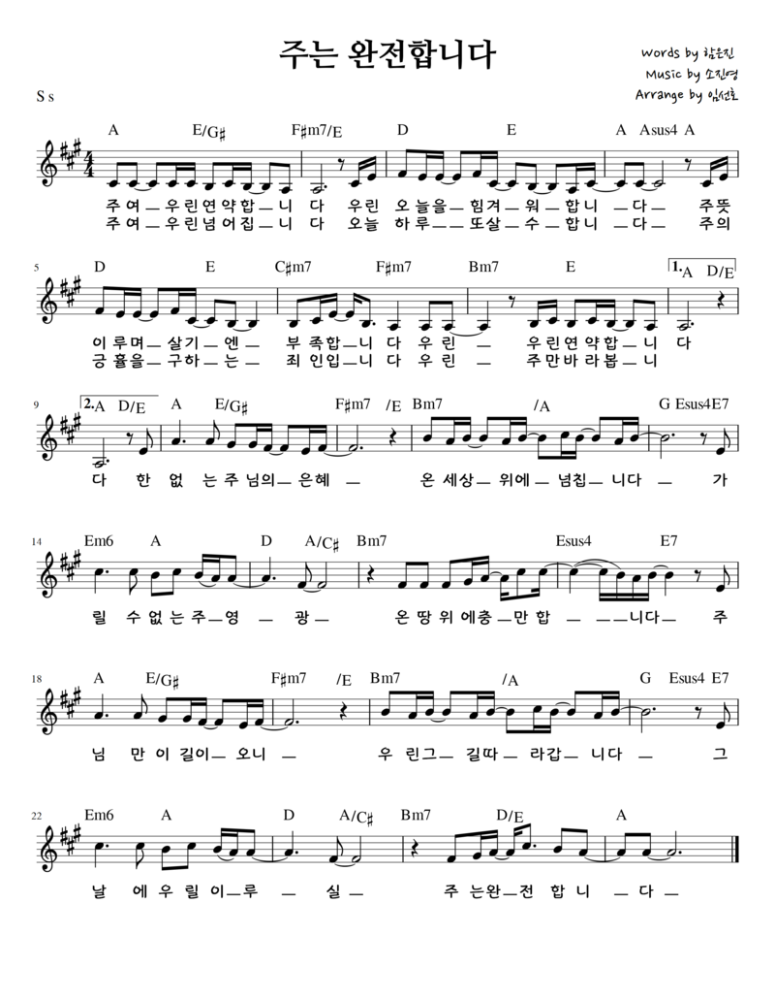 주는 완전합니다
Words by 함은진
Music by 소진영
Arrange by 임선호
S s
A E/G# F#m7/E D E A Asus4 A
주 여 우 린 연 약 합 니 다 우린 오 늘을 힘겨 워 합 니 다 주뜻
주 여 우 린 넘 어 집 니 다 오늘 하 루 또살 수 합 니 다 주의
5 D E C#m7 F#m7 Bm7 E 1. A D/E
이 루며 살기 엔 부 족합 니 다 우 린 우 린 연 약합 니 다
긍 휼을 구하 는 죄 인입 니 다 우 린 주 만 바 라봅 니
9 2. A D/E A E/G# F#m7 /E Bm7 /A G Esus4 E7
다 한 없 는 주 님의 은혜 온 세상 위에 넘칩 니다 가
14 Em6 A D A/C# Bm7 Esus4 E7
릴 수 없 는 주 영 광 온 땅 위 에충 만 합 니다 주
18 A E/G# F#m7 /E Bm7 /A G Esus4 E7
님 만 이 길이 오니 우 린그 길따 라갑 니다 그
22 Em6 A D A/C# Bm7 D/E A
날 에 우 릴 이루 실 주 는완 전 합 니 다